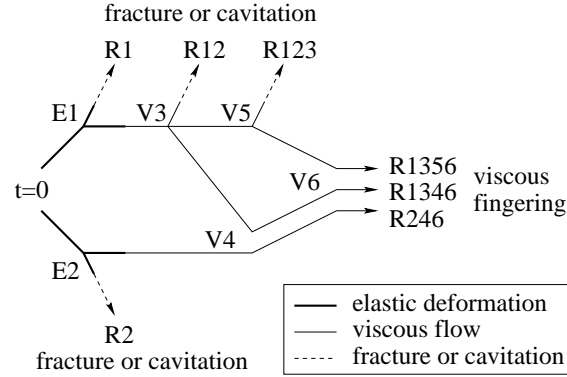 fracture or cavitation
R1 R12 R123
E1 V3 V5
t=0
R1356
V6
R1346
R246
viscous
fingering
V4
E2
R2
fracture or cavitation
elastic deformation
viscous flow
fracture or cavitation